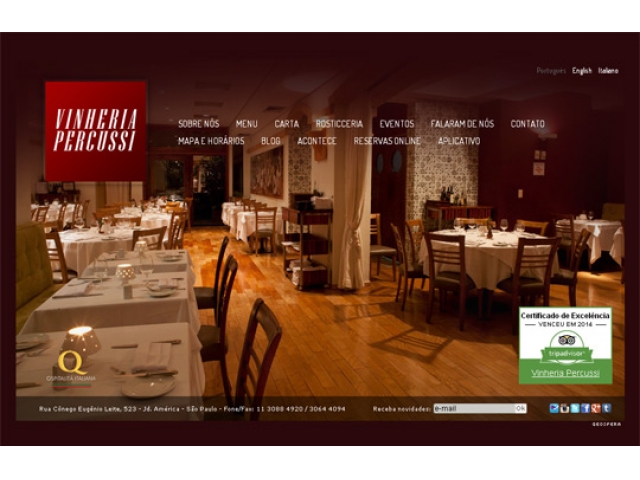 Portugues English Italiano
VINHERIA
PERCUSSI
SOBRE NÓS MENU CARTA ROSTICCERIA EVENTOS FALARAM DE NÓS CONTATO
MAPA E HORÁRIOS BLOG ACONTECE RESERVAS ONLINE APLICATIVO
Certificado de Excelência
VENCEU EM 2016
tripadvisor
Vinheria Percussi
Q
OSPITALITÀ ITALIANA
Rua Cônego Eugênio Leite, 523 - Jd. América - São Paulo - Fone/Fax: 11 3088 4920 / 3064 4094
Receba novidades: e-mail Ok